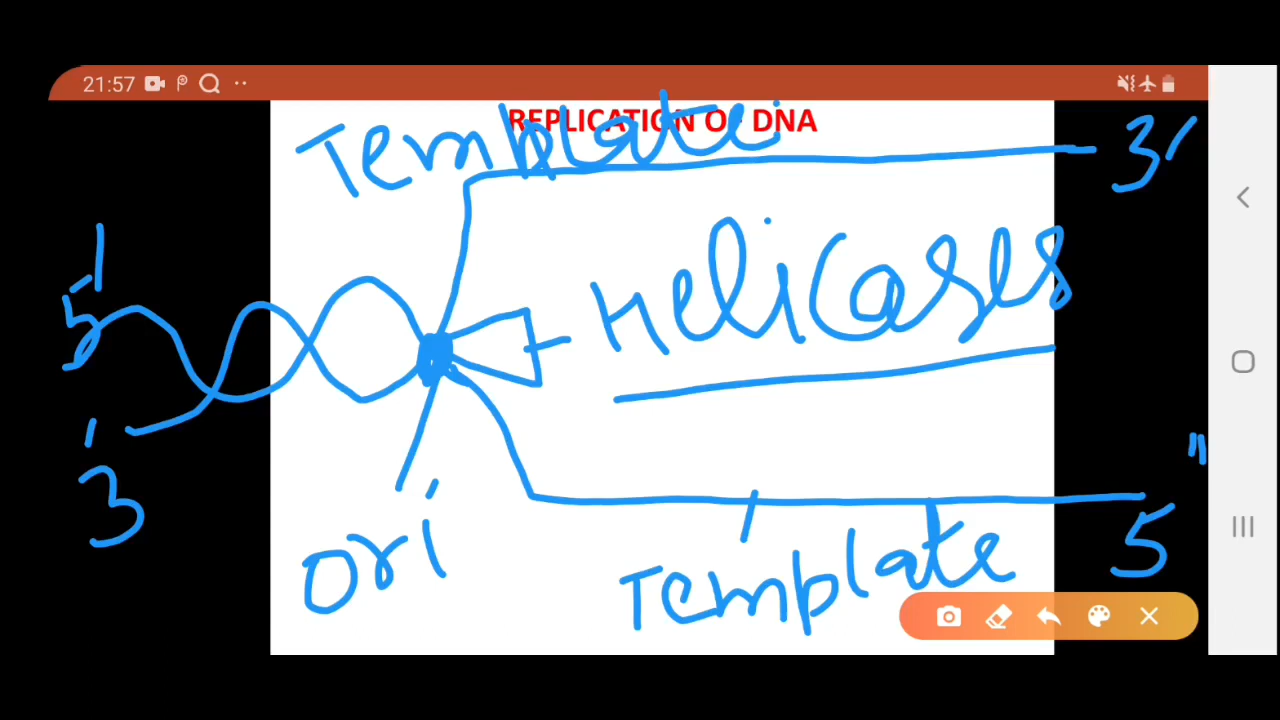 21:57
REPLICATION OF DNA
Template
3'
5'
Helicases
3'
Ori
Template
5"